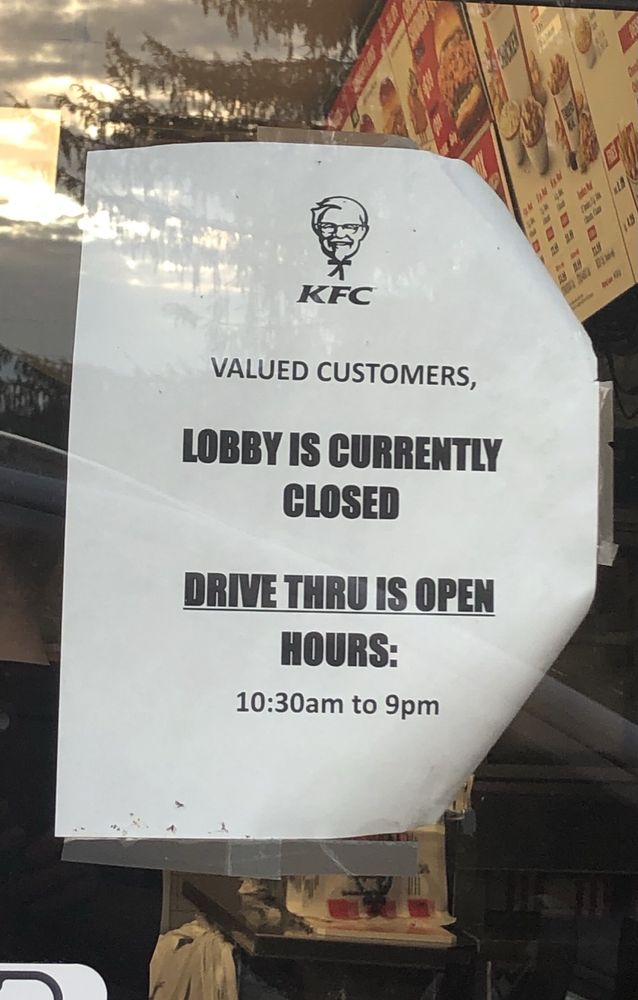 KFC
VALUED CUSTOMERS,
LOBBY IS CURRENTLY
CLOSED
DRIVE THRU IS OPEN
HOURS:
10:30am to 9pm